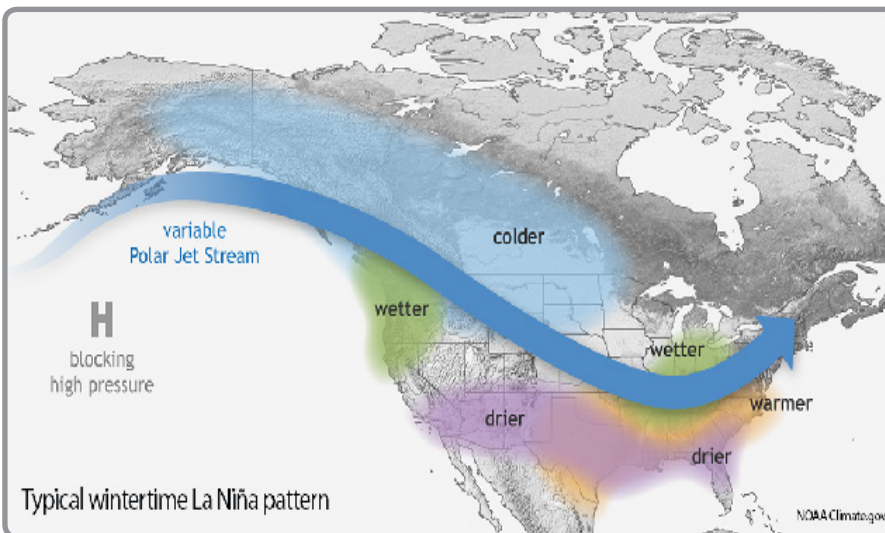 variable
Polar Jet Stream
colder
H
blocking
high pressure
wetter
wetter
warmer
drier
drier
Typical wintertime La Niña pattern
NOAA Climate.gov